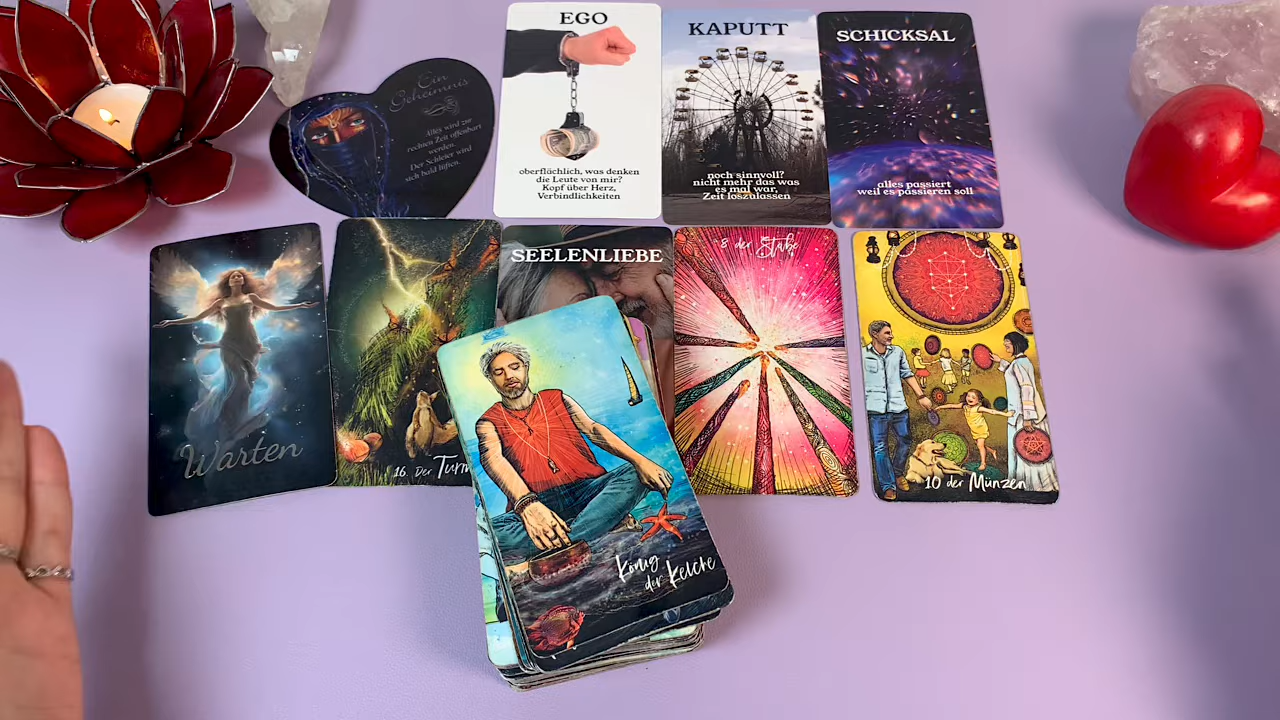 Ein
Geheimnis
Alles wird zur
rechten Zeit offenbart
werden.
Der Schleier wird
sich bald lüften.
EGO
oberflächlich, was denken
die Leute von mir?
Kopf über Herz,
Verbindlichkeiten
KAPUTT
noch sinnvoll?
nicht mehr das was
es mal war,
Zeit loszulassen
SCHICKSAL
alles passiert
weil es passieren soll
Warten
16. Der Turm
SEELENLIEBE
8 der Stäbe
10 der Münzen
König
der Kelche